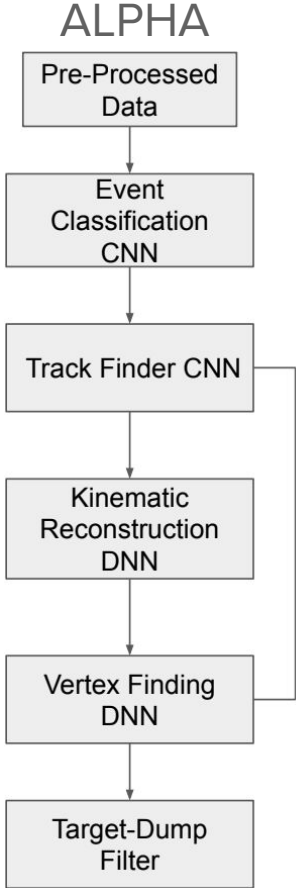 ALPHA
Pre-Processed
Data
Event
Classification
CNN
Track Finder CNN
Kinematic
Reconstruction
DNN
Vertex Finding
DNN
Target-Dump
Filter